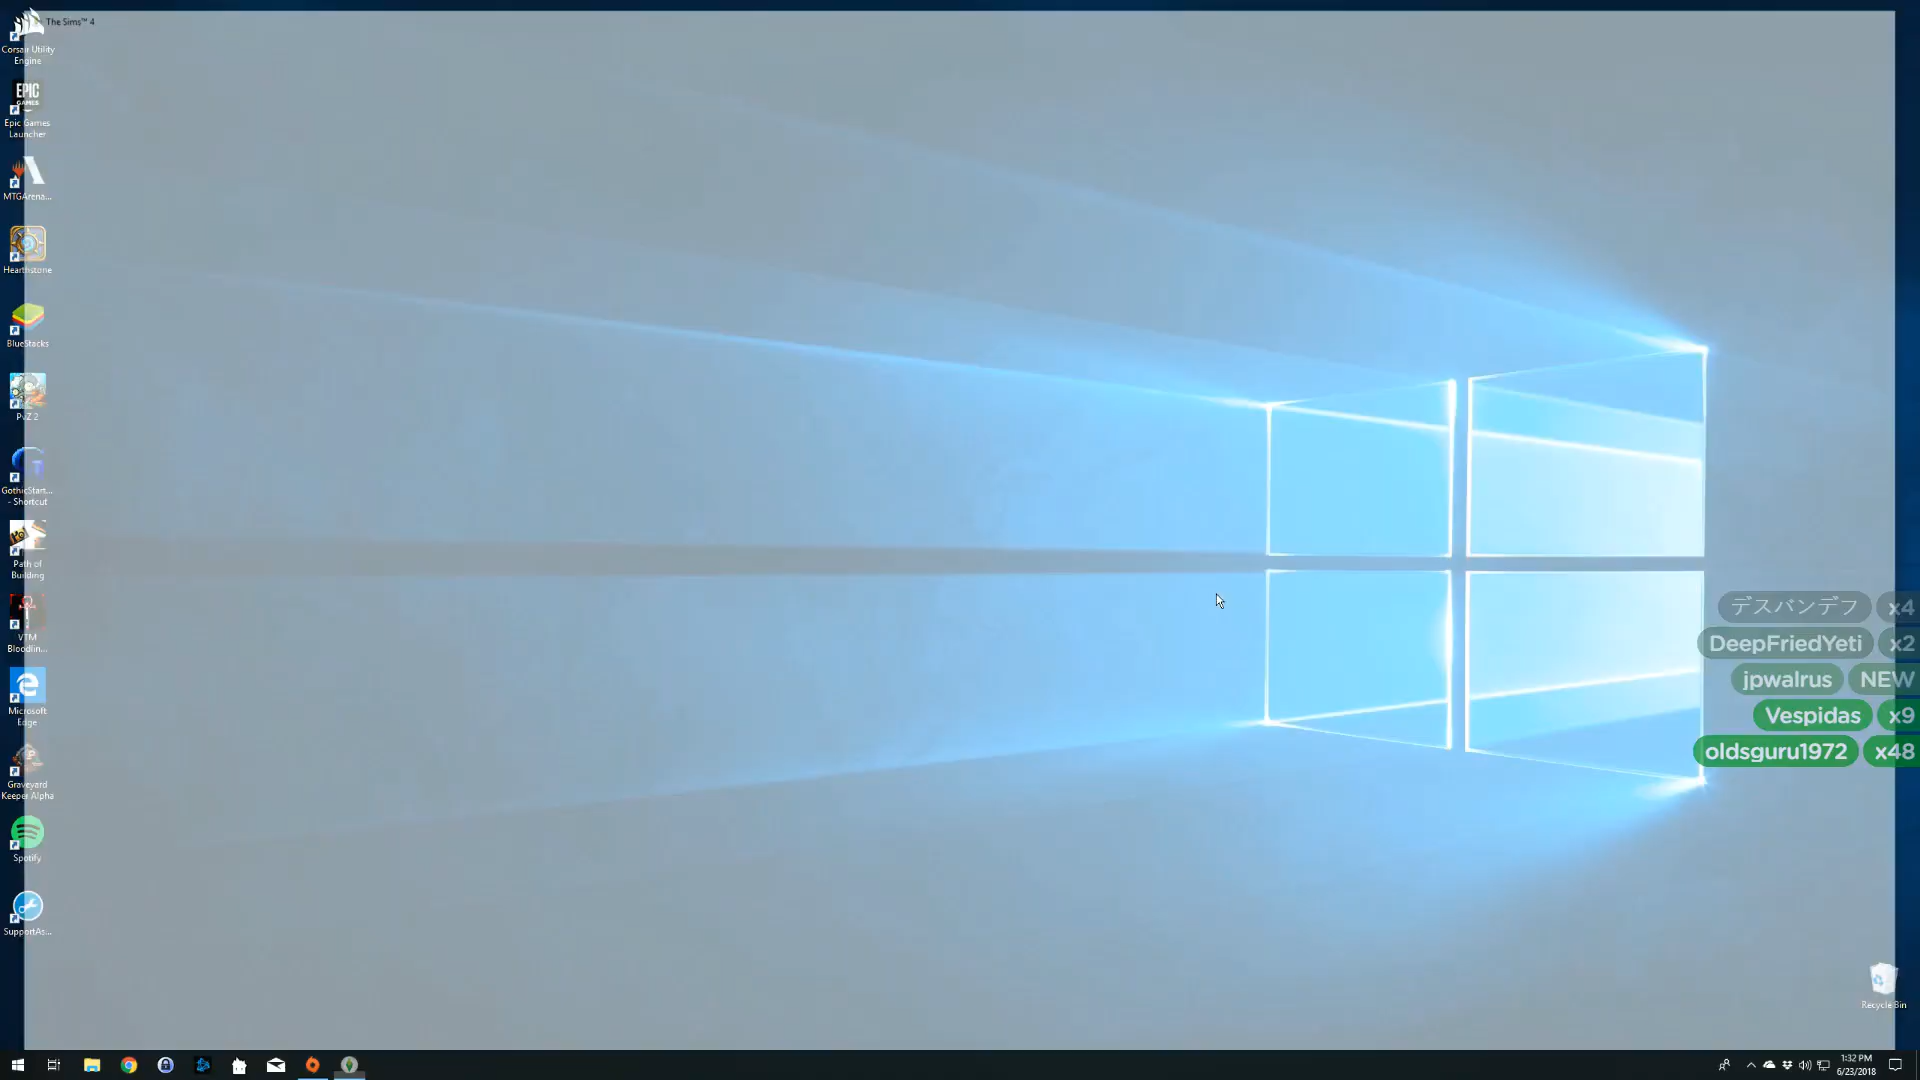 The Sims™ 4
Corsair Utility
Engine
EPIC
GAMES
Epic Games
Launcher
MTGArena...
Hearthstone
BlueStacks
PvZ 2
GothicStart...
- Shortcut
Path of
Building
VTM
Bloodlin...
Microsoft
Edge
Graveyard
Keeper Alpha
Spotify
SupportAs...
デスバンデフ x4
DeepFriedYeti x2
jpwalrus NEW
Vespidas x9
oldsguru1972 x48
Recycle Bin
1:32 PM
6/23/2018